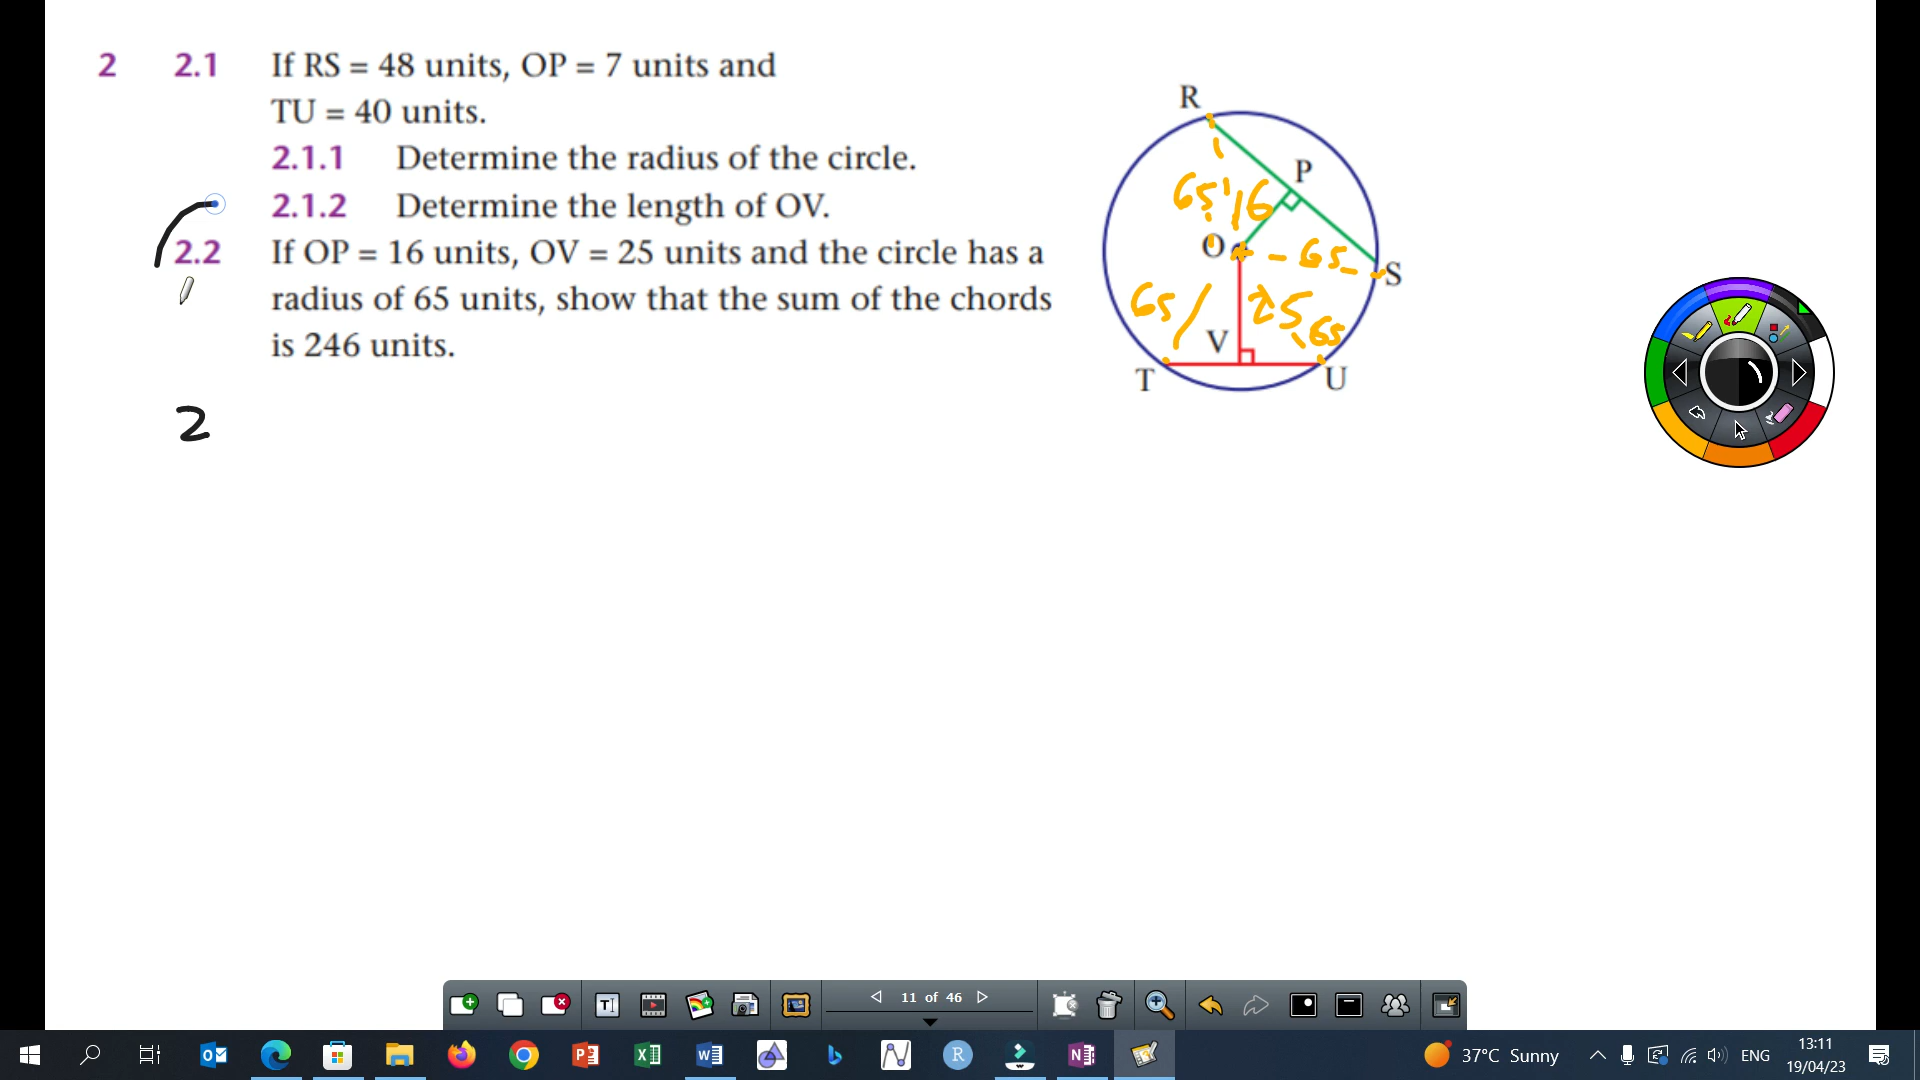 2 2.1 If RS = 48 units, OP = 7 units and
TU = 40 units.
2.1.1 Determine the radius of the circle.
2.1.2 Determine the length of OV.
2.2 If OP = 16 units, OV = 25 units and the circle has a
radius of 65 units, show that the sum of the chords
is 246 units.
2
R
P
65 16
O 65 S
65 25 65
V
T U
T
11 of 46
37°C Sunny
ENG
13:11
19/04/23